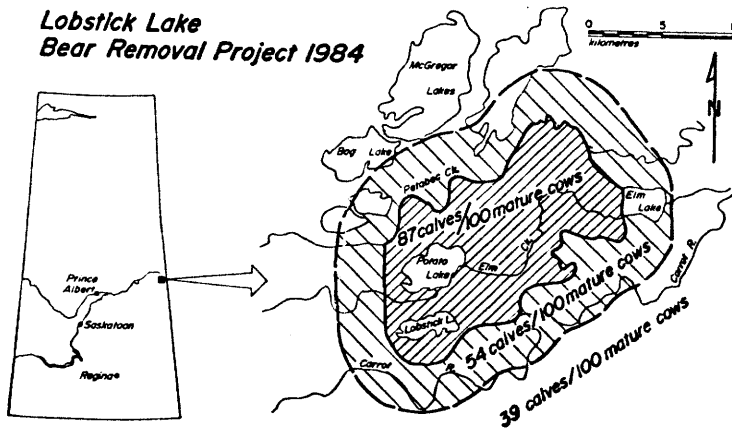 Lobstick Lake
Bear Removal Project 1984
0 5
kilometres
McGregar
Lakes
N
Bog Lake
Petabec Ck.
Elm
Lake
87 calves/100 mature cows
Elm
Ck.
Potato
Lake
Prince
Albert
Saskatoon
Regina
Lobstick L.
54 calves/100 mature cows
Carrot R.
Carrot R.
39 calves/100 mature cows